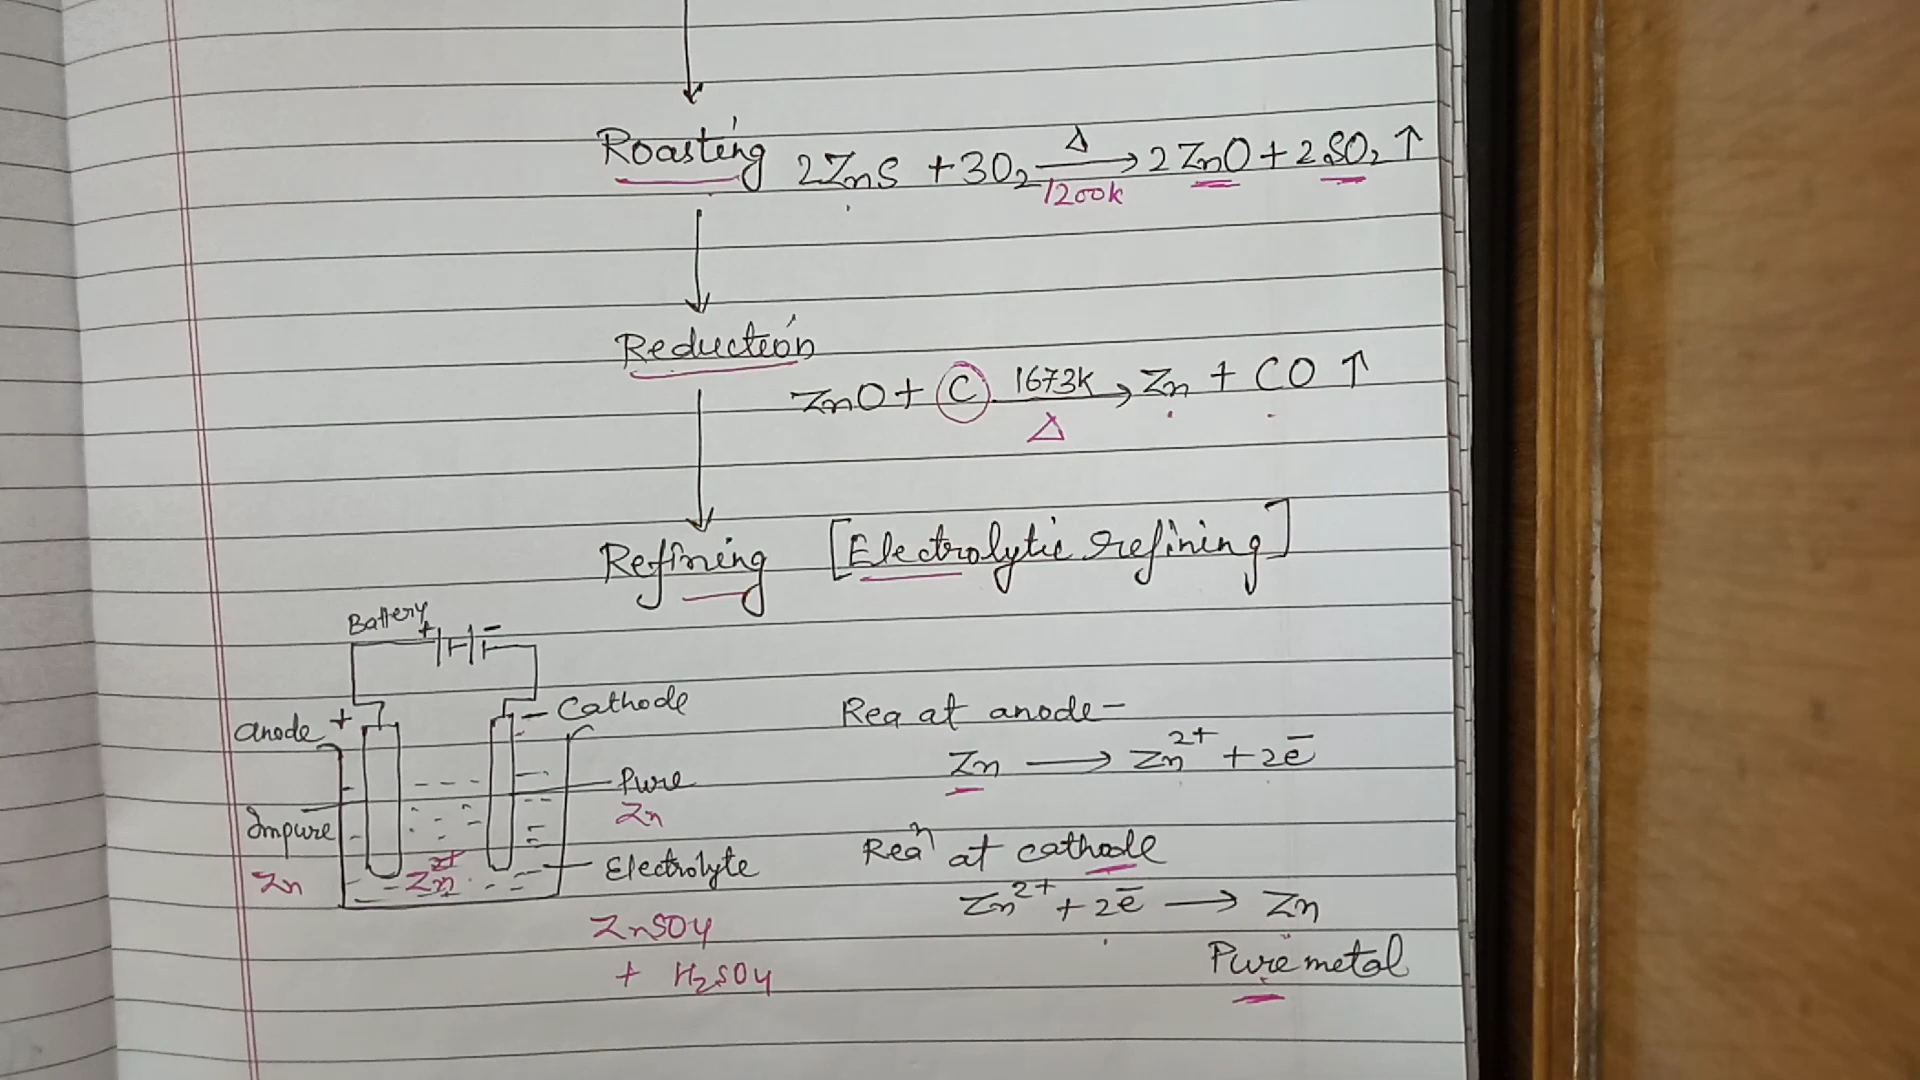 Roasting 2ZnS + 3O₂ —Δ→ 2ZnO + 2SO₂ ↑
1200K
Reduction
ZnO + C —1673K→ Zn + CO ↑
Δ
Refining [Electrolytic refining]
Battery
+ -
anode + - Cathode
Impure
Zn
Pure
Zn
Zn²⁺
Electrolyte
ZnSO4
+ H₂SO4
Rea at anode -
Zn → Zn²⁺ + 2e⁻
Reaⁿ at cathode
Zn²⁺ + 2e⁻ → Zn
Pure metal